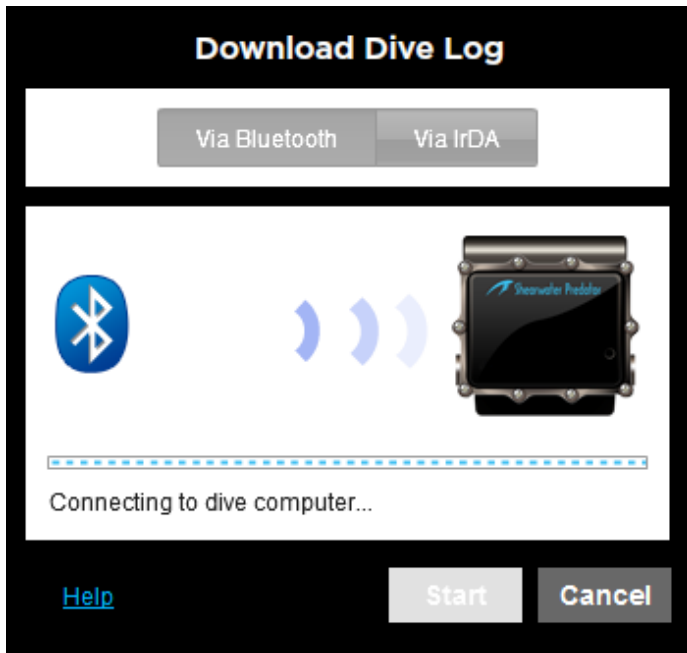 Download Dive Log
Via Bluetooth
Via IrDA
Shearwater Predator
Connecting to dive computer...
Help
Start
Cancel